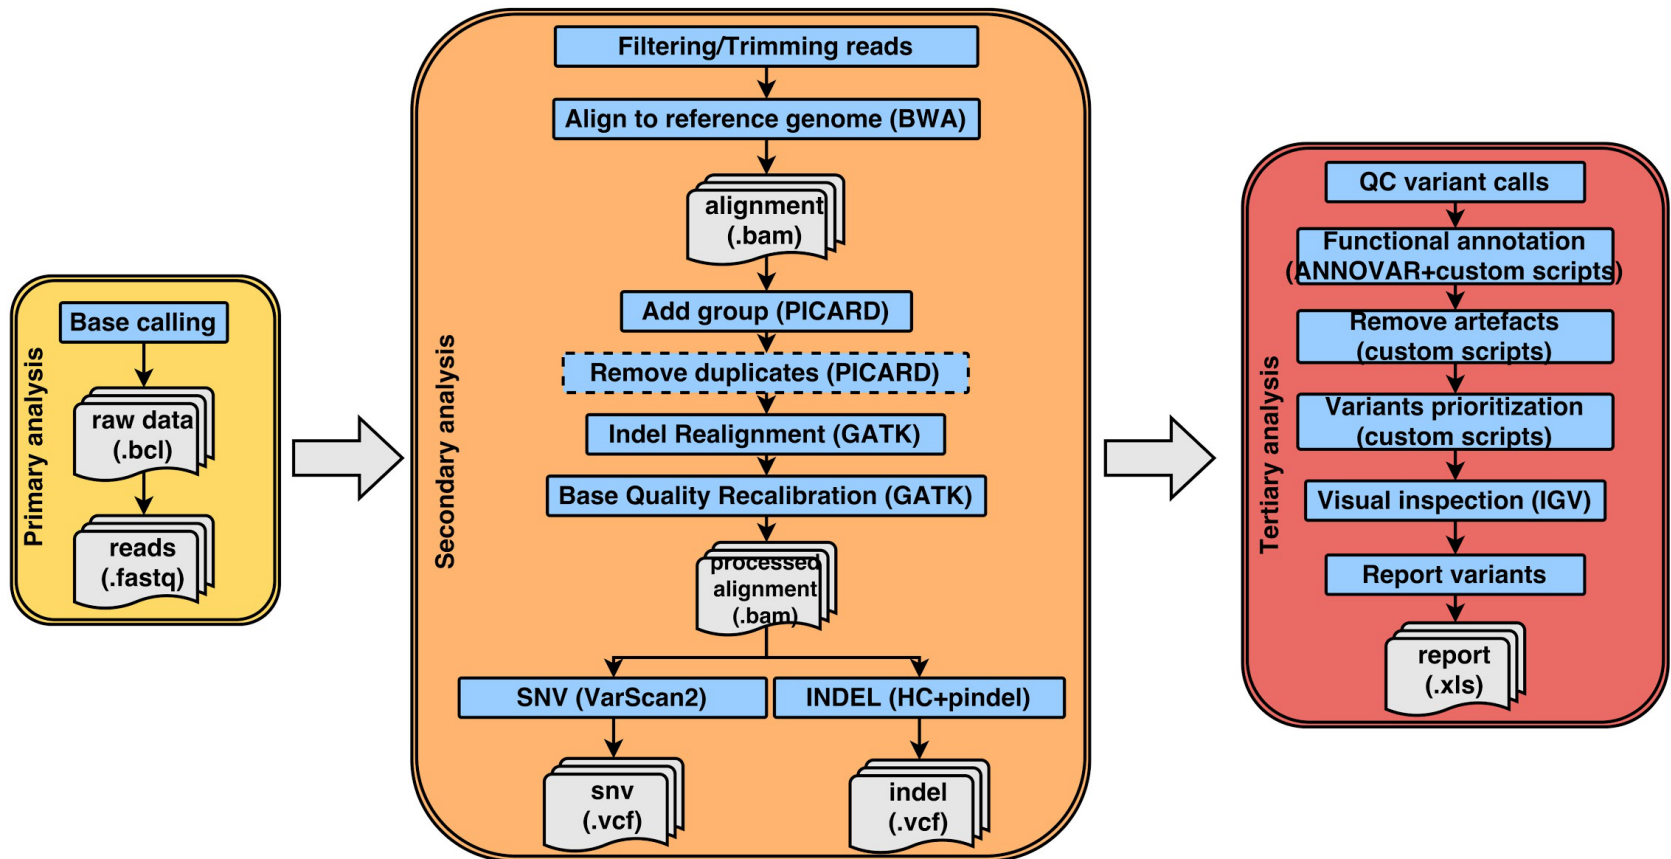 Primary analysis
Base calling
raw data
(.bcl)
reads
(.fastq)
Secondary analysis
Filtering/Trimming reads
Align to reference genome (BWA)
alignment
(.bam)
Add group (PICARD)
Remove duplicates (PICARD)
Indel Realignment (GATK)
Base Quality Recalibration (GATK)
processed
alignment
(.bam)
SNV (VarScan2)
INDEL (HC+pindel)
snv
(.vcf)
indel
(.vcf)
Tertiary analysis
QC variant calls
Functional annotation
(ANNOVAR+custom scripts)
Remove artefacts
(custom scripts)
Variants prioritization
(custom scripts)
Visual inspection (IGV)
Report variants
report
(.xls)